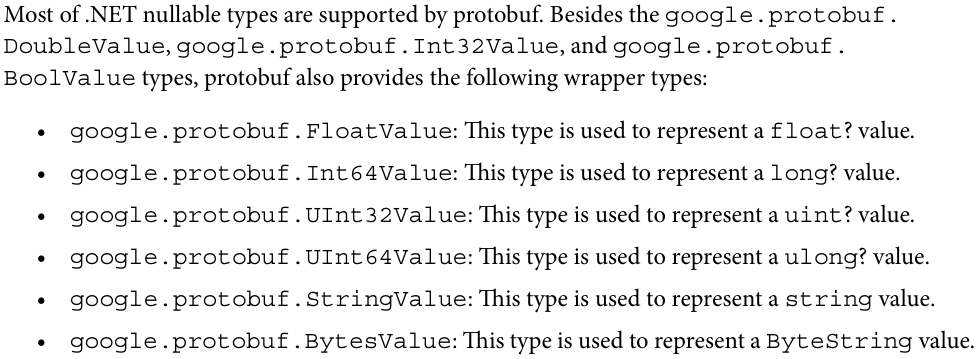 Most of .NET nullable types are supported by protobuf. Besides the google.protobuf.
DoubleValue, google.protobuf.Int32Value, and google.protobuf.
BoolValue types, protobuf also provides the following wrapper types:
• google.protobuf.FloatValue: This type is used to represent a float? value.
• google.protobuf.Int64Value: This type is used to represent a long? value.
• google.protobuf.UInt32Value: This type is used to represent a uint? value.
• google.protobuf.UInt64Value: This type is used to represent a ulong? value.
• google.protobuf.StringValue: This type is used to represent a string value.
• google.protobuf.BytesValue: This type is used to represent a ByteString value.